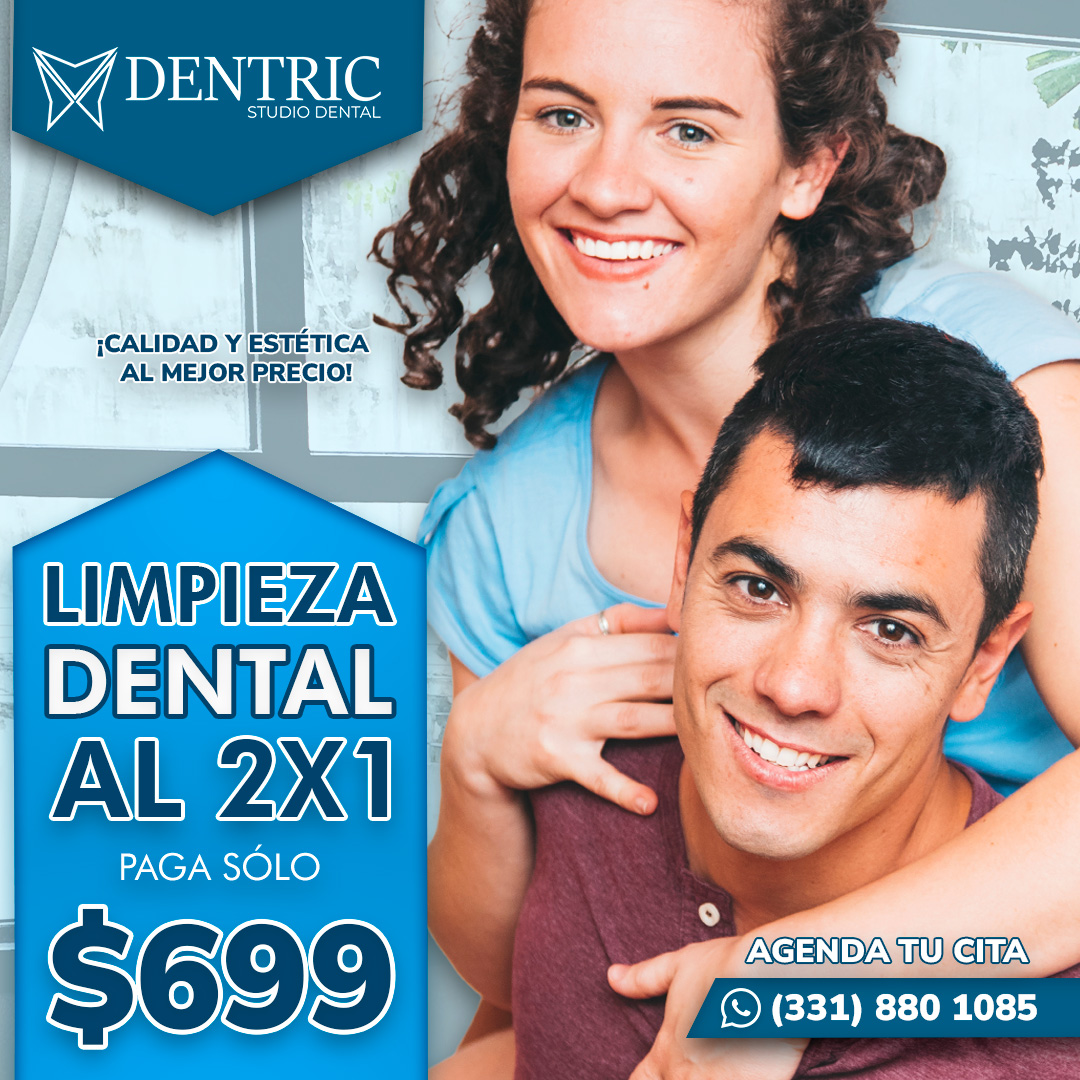 DENTRIC
STUDIO DENTAL
¡CALIDAD Y ESTÉTICA
AL MEJOR PRECIO!
LIMPIEZA
DENTAL
AL 2X1
PAGA SÓLO
$699
AGENDA TU CITA
(331) 880 1085